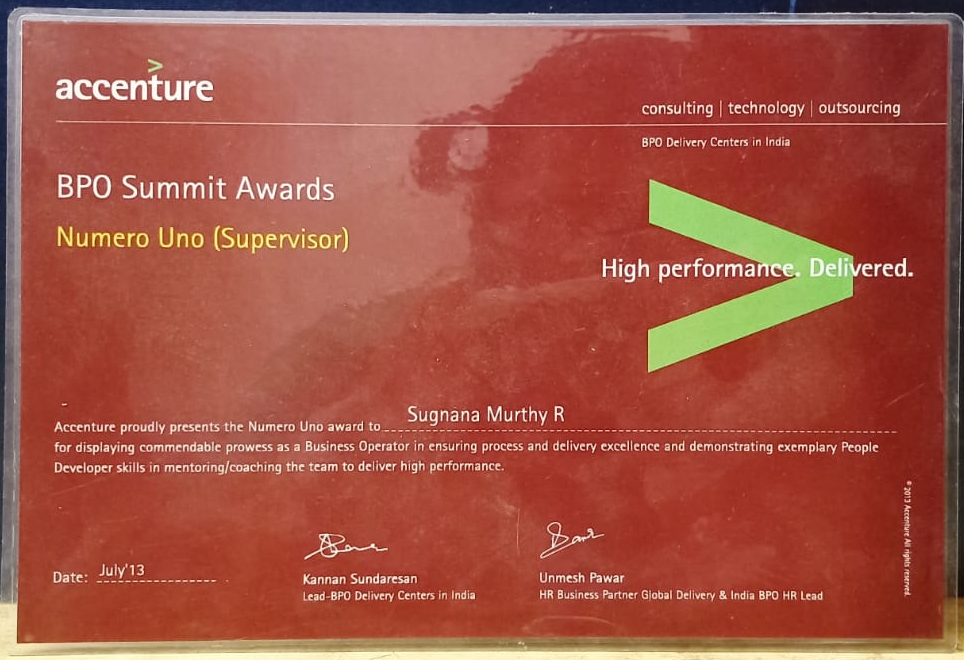 accenture
consulting | technology | outsourcing
BPO Delivery Centers in India
BPO Summit Awards
Numero Uno (Supervisor)
High performance. Delivered.
Accenture proudly presents the Numero Uno award to Sugnana Murthy R
for displaying commendable prowess as a Business Operator in ensuring process and delivery excellence and demonstrating exemplary People
Developer skills in mentoring/coaching the team to deliver high performance.
Date: July'13
Kannan Sundaresan
Lead-BPO Delivery Centers in India
Unmesh Pawar
HR Business Partner Global Delivery & India BPO HR Lead
© 2013 Accenture All rights reserved.